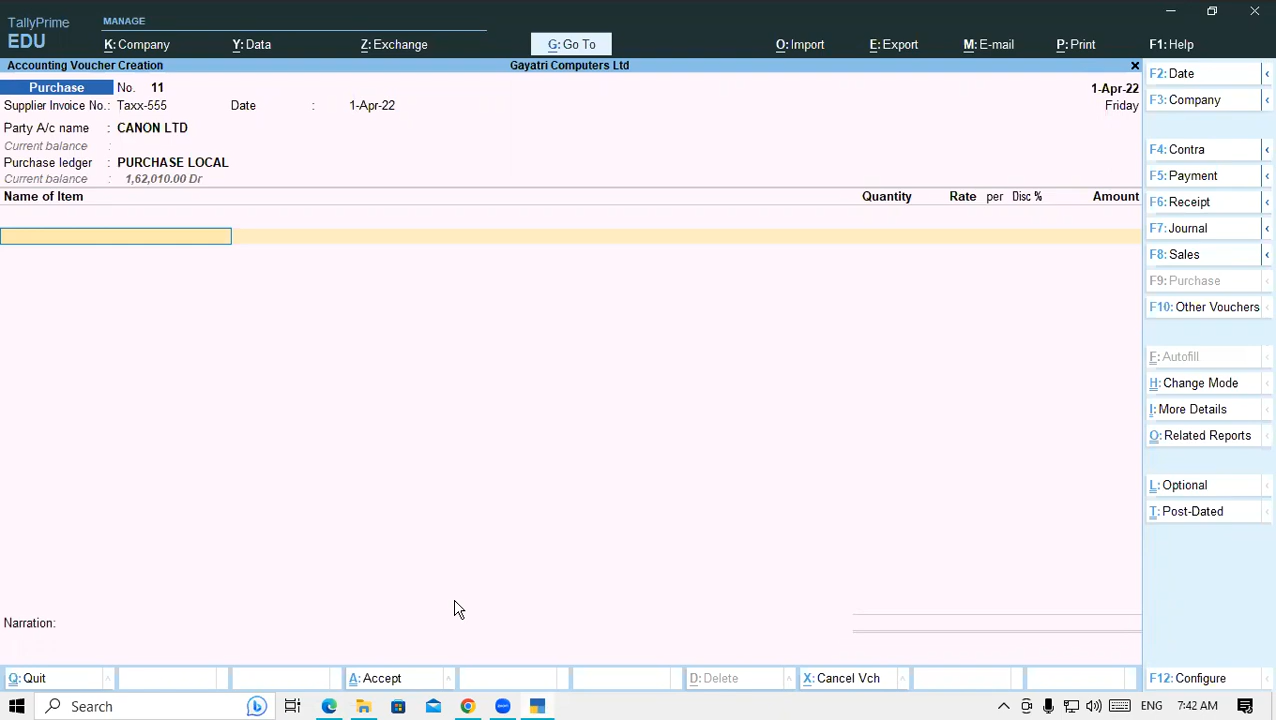 TallyPrime
EDU
MANAGE
K: Company
Y: Data
Z: Exchange
G: Go To
O: Import
E: Export
M: E-mail
P: Print
F1: Help
Accounting Voucher Creation
Gayatri Computers Ltd
Purchase No. 11
1-Apr-22
Supplier Invoice No.: Taxx-555 Date : 1-Apr-22
Friday
Party A/c name : CANON LTD
Current balance :
Purchase ledger : PURCHASE LOCAL
Current balance : 1,62,010.00 Dr
Name of Item Quantity Rate per Disc % Amount
Narration:
F2: Date
F3: Company
F4: Contra
F5: Payment
F6: Receipt
F7: Journal
F8: Sales
F9: Purchase
F10: Other Vouchers
E: Autofill
H: Change Mode
I: More Details
O: Related Reports
L: Optional
T: Post-Dated
Q: Quit
A: Accept
D: Delete
X: Cancel Vch
F12: Configure
Search
ENG
7:42 AM